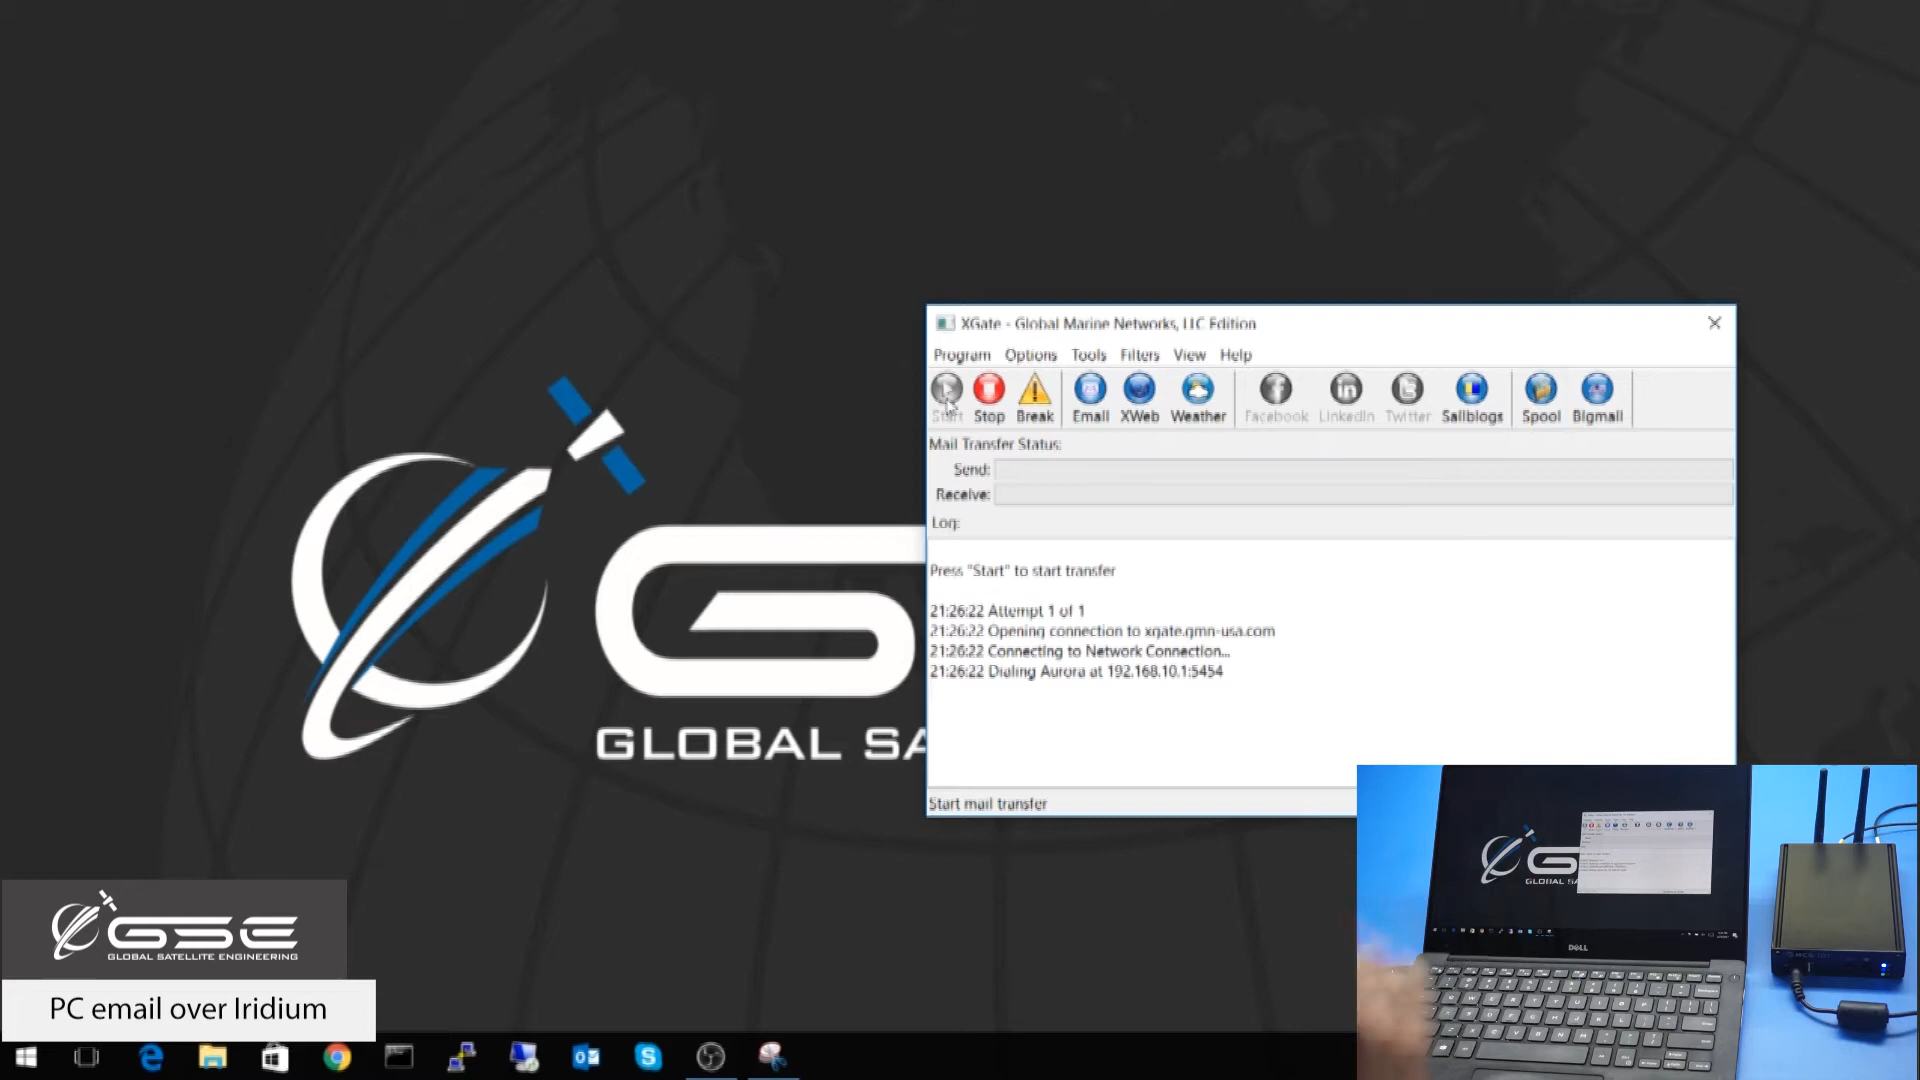 XGate - Global Marine Networks, LLC Edition
Program Options Tools Filters View Help
Start Stop Break Email XWeb Weather Facebook LinkedIn Twitter Sailblogs Spool Bigmail
Mail Transfer Status:
Send:
Receive:
Log:
Press "Start" to start transfer
21:26:22 Attempt 1 of 1
21:26:22 Opening connection to xgate.gmn-usa.com
21:26:22 Connecting to Network Connection...
21:26:22 Dialing Aurora at 192.168.10.1:5454
Start mail transfer
G
GLOBAL SA
GSE
GLOBAL SATELLITE ENGINEERING
PC email over Iridium
G
GLOBAL SA
DELL